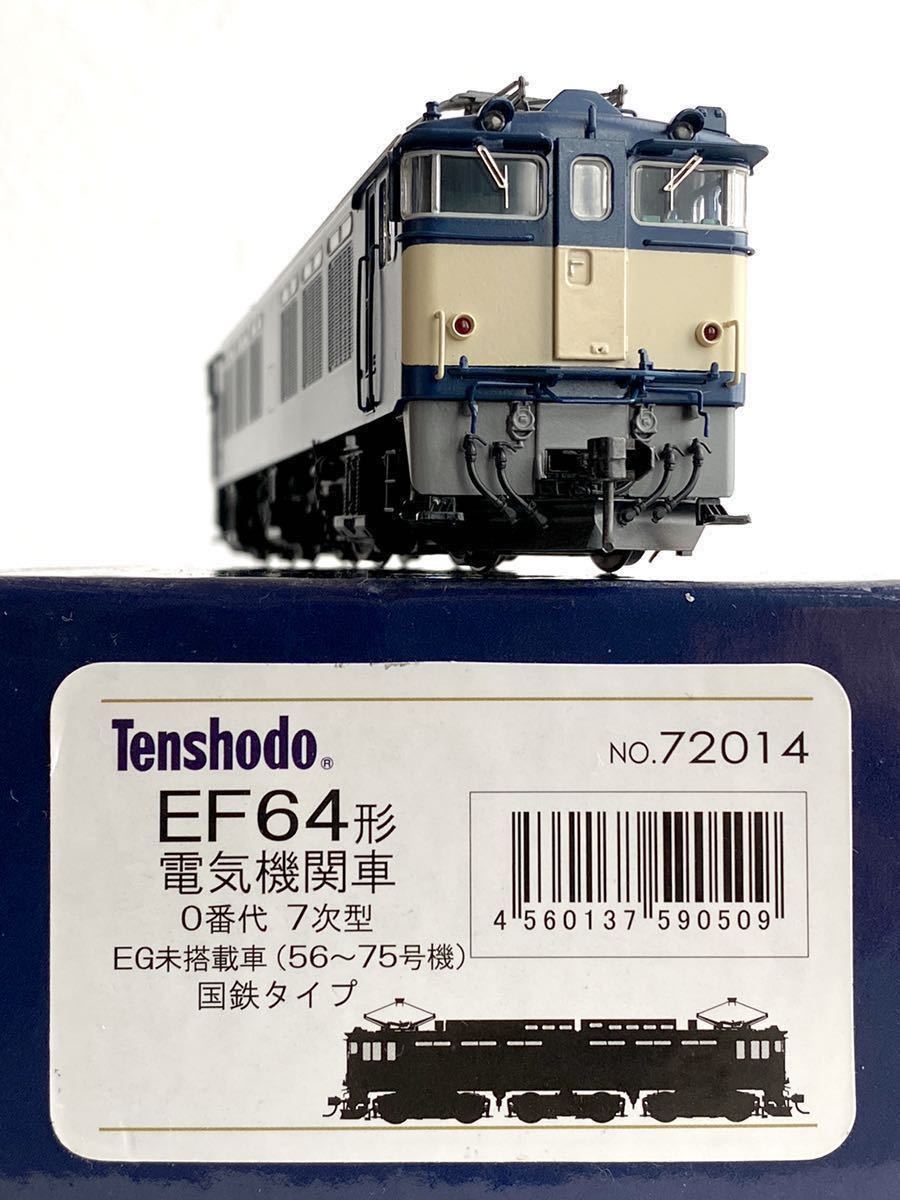 Tenshodo®
NO.72014
EF64形
電気機関車
0番代 7次型
EG未搭載車(56～75号機)
国鉄タイプ
4 560137 590509